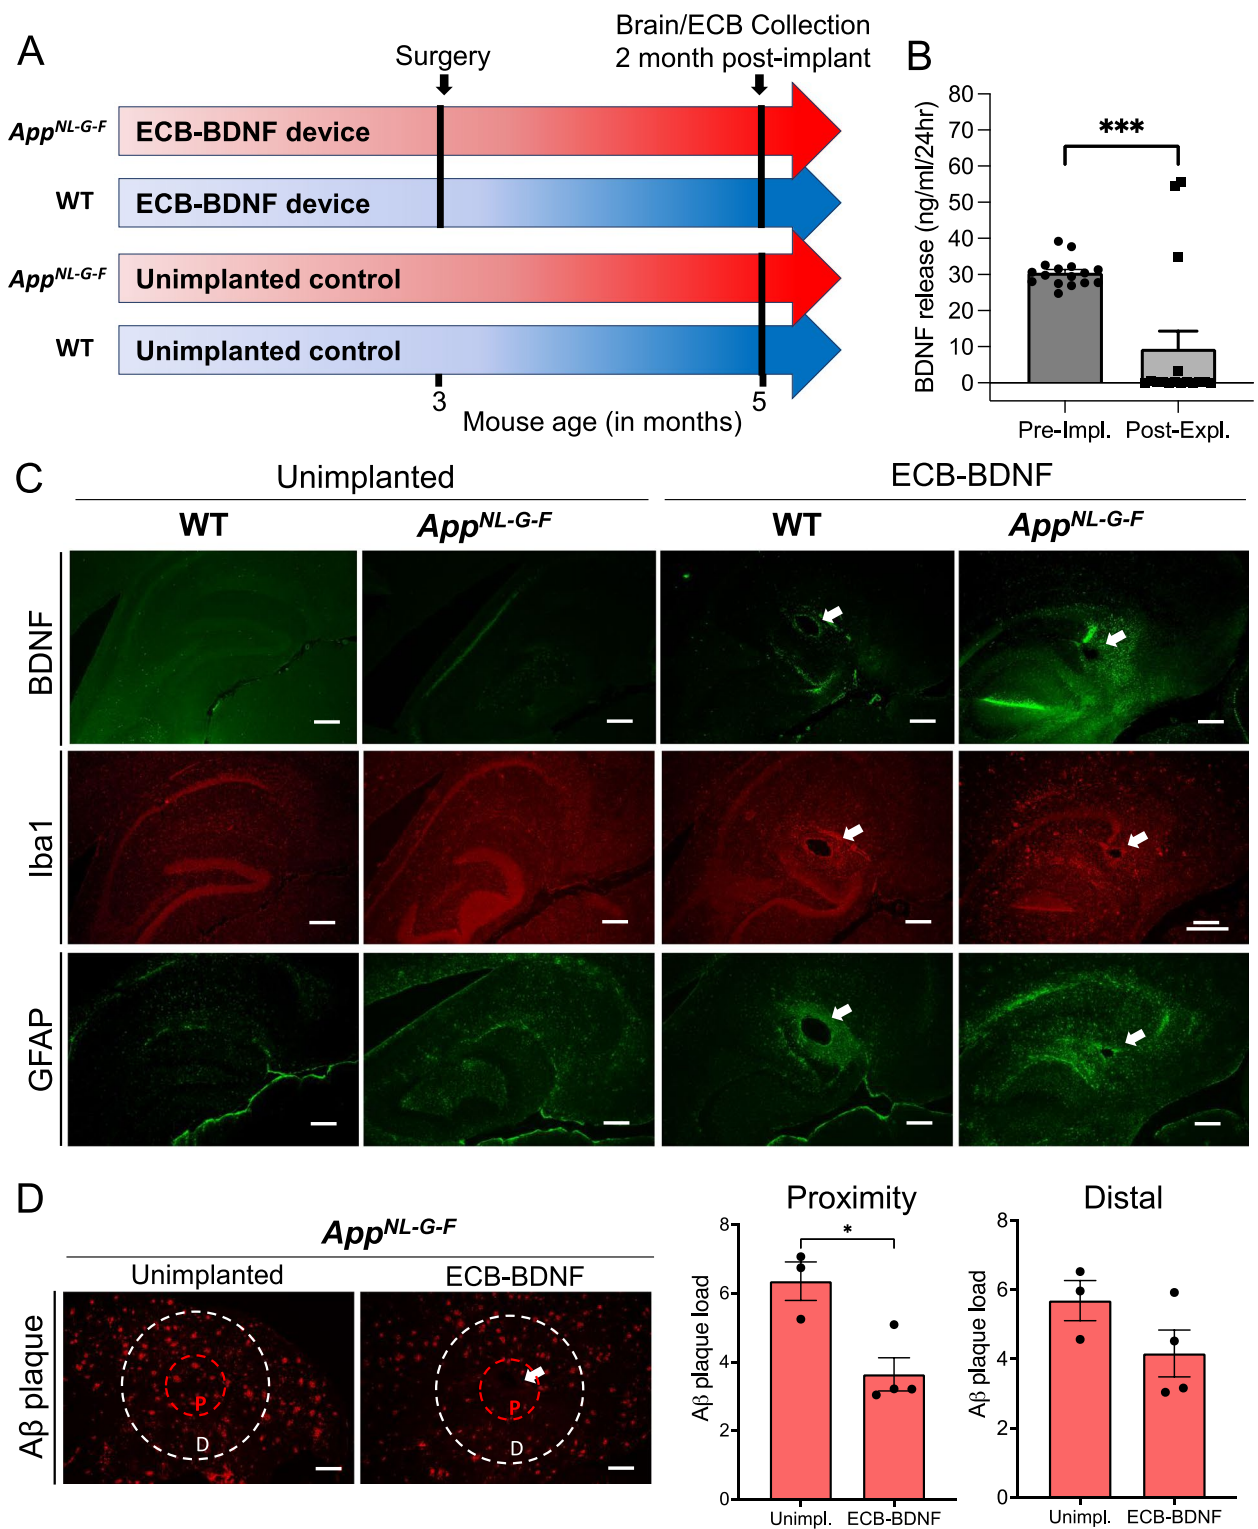 A
Surgery
Brain/ECB Collection
2 month post-implant
App^NL-G-F
ECB-BDNF device
WT
ECB-BDNF device
App^NL-G-F
Unimplanted control
WT
Unimplanted control
3
5
Mouse age (in months)
B
BDNF release (ng/ml/24hr)
80
70
60
50
40
30
20
10
0
***
Pre-Impl.
Post-Expl.
C
Unimplanted
ECB-BDNF
WT
App^NL-G-F
WT
App^NL-G-F
BDNF
Iba1
GFAP
D
App^NL-G-F
Unimplanted
ECB-BDNF
Aβ plaque
P
D
P
D
Proximity
Aβ plaque load
8
6
4
2
0
*
Unimpl.
ECB-BDNF
Distal
Aβ plaque load
8
6
4
2
0
Unimpl.
ECB-BDNF